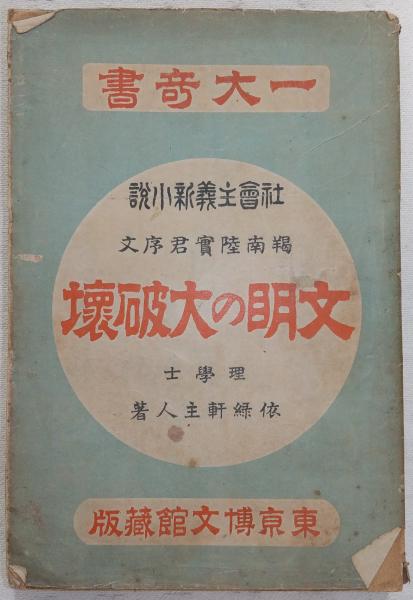 一大奇書
社會主義新小說
羯南陸實君序文
文明の大破壞
理學士
依綠軒主人著
東京博文館藏版